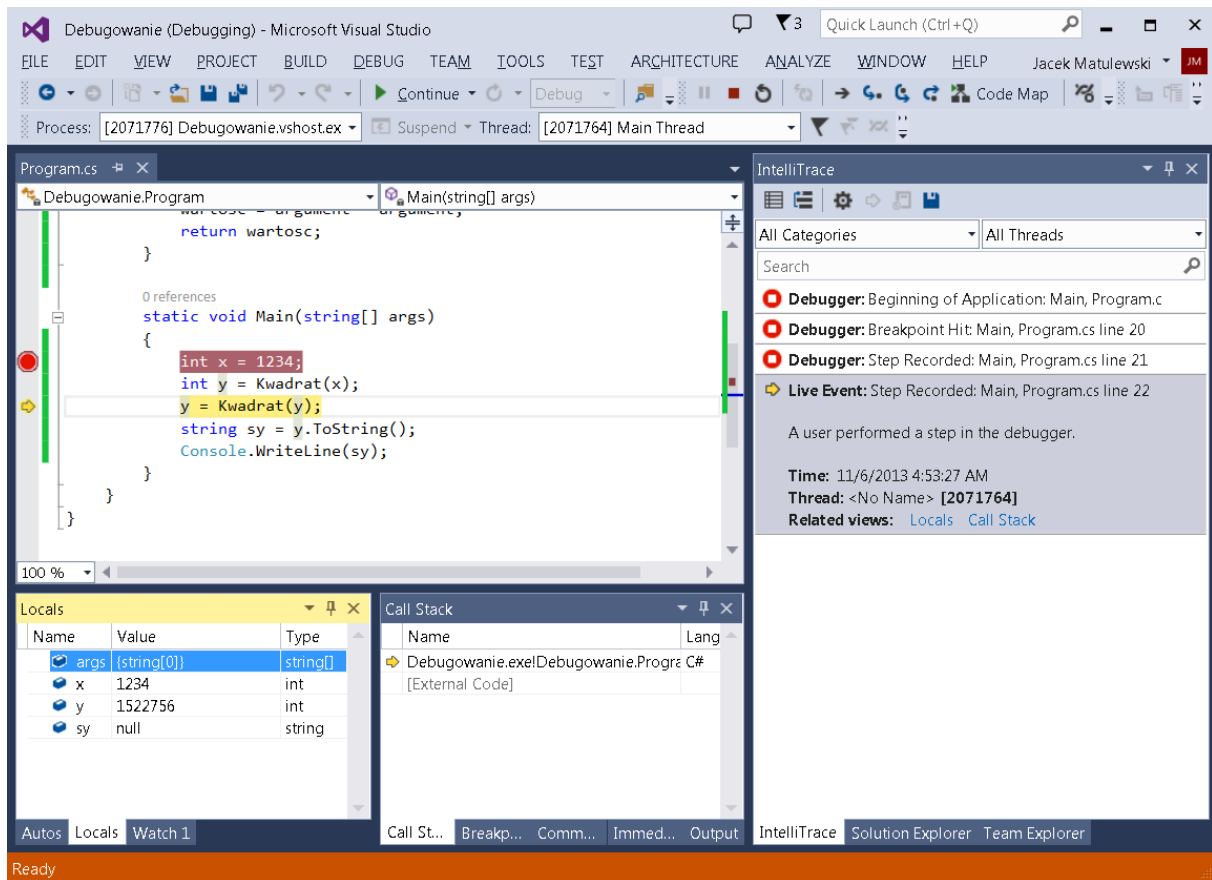 Debugowanie (Debugging) - Microsoft Visual Studio
3
Quick Launch (Ctrl+Q)
FILE EDIT VIEW PROJECT BUILD DEBUG TEAM TOOLS TEST ARCHITECTURE ANALYZE WINDOW HELP Jacek Matulewski JM
Continue Debug Code Map
Process: [2071776] Debugowanie.vshost.ex Suspend Thread: [2071764] Main Thread
Program.cs
Debugowanie.Program Main(string[] args)
wartosc = argument argument;
return wartosc;
}
0 references
static void Main(string[] args)
{
int x = 1234;
int y = Kwadrat(x);
y = Kwadrat(y);
string sy = y.ToString();
Console.WriteLine(sy);
}
}
}
100 %
IntelliTrace
All Categories All Threads
Search
Debugger: Beginning of Application: Main, Program.c
Debugger: Breakpoint Hit: Main, Program.cs line 20
Debugger: Step Recorded: Main, Program.cs line 21
Live Event: Step Recorded: Main, Program.cs line 22
A user performed a step in the debugger.
Time: 11/6/2013 4:53:27 AM
Thread: <No Name> [2071764]
Related views: Locals Call Stack
Locals
Name Value Type
args {string[0]} string[]
x 1234 int
y 1522756 int
sy null string
Autos Locals Watch 1
Call Stack
Name Lang
Debugowanie.exe!Debugowanie.Progra C#
[External Code]
Call St... Breakp... Comm... Immed... Output
IntelliTrace Solution Explorer Team Explorer
Ready